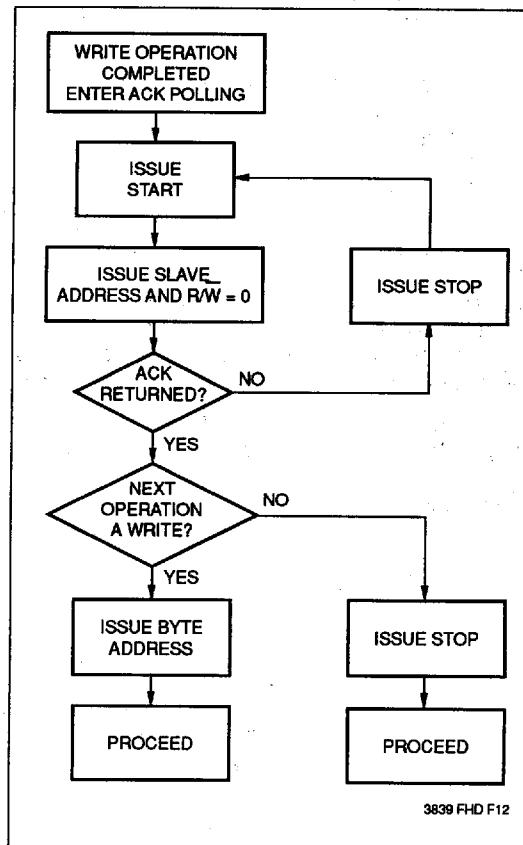 WRITE OPERATION
COMPLETED
ENTER ACK POLLING
ISSUE
START
ISSUE SLAVE
ADDRESS AND R/W̅ = 0
ISSUE STOP
ACK
RETURNED?
NO
YES
NEXT
OPERATION
A WRITE?
NO
YES
ISSUE BYTE
ADDRESS
ISSUE STOP
PROCEED
PROCEED
3839 FHD F12